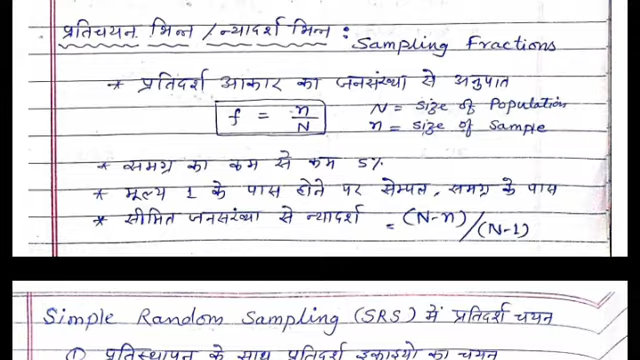 प्रतिचयन भिन्न / न्यादर्श भिन्न : Sampling Fractions
* प्रतिदर्श आकार का जनसंख्या से अनुपात
f = n/N
N = size of Population
n = size of Sample
* समग्र का कम से कम 5%
* मूल्य 1 के पास होने पर सेम्पल, समग्र के पास
* सीमित जनसंख्या से न्यादर्श = (N-n)/(N-1)
Simple Random Sampling (SRS) में प्रतिदर्श चयन
① प्रतिस्थापन के साथ प्रतिदर्श इकाइयो का चयन